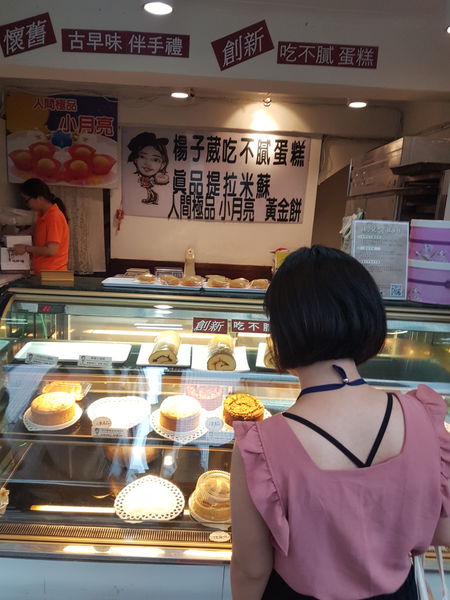 懷舊
古早味 伴手禮
創新
吃不膩 蛋糕
人間極品
小月亮
楊子葳吃不膩蛋糕
真品提拉米蘇
人間極品 小月亮 黃金餅
創新
吃不膩